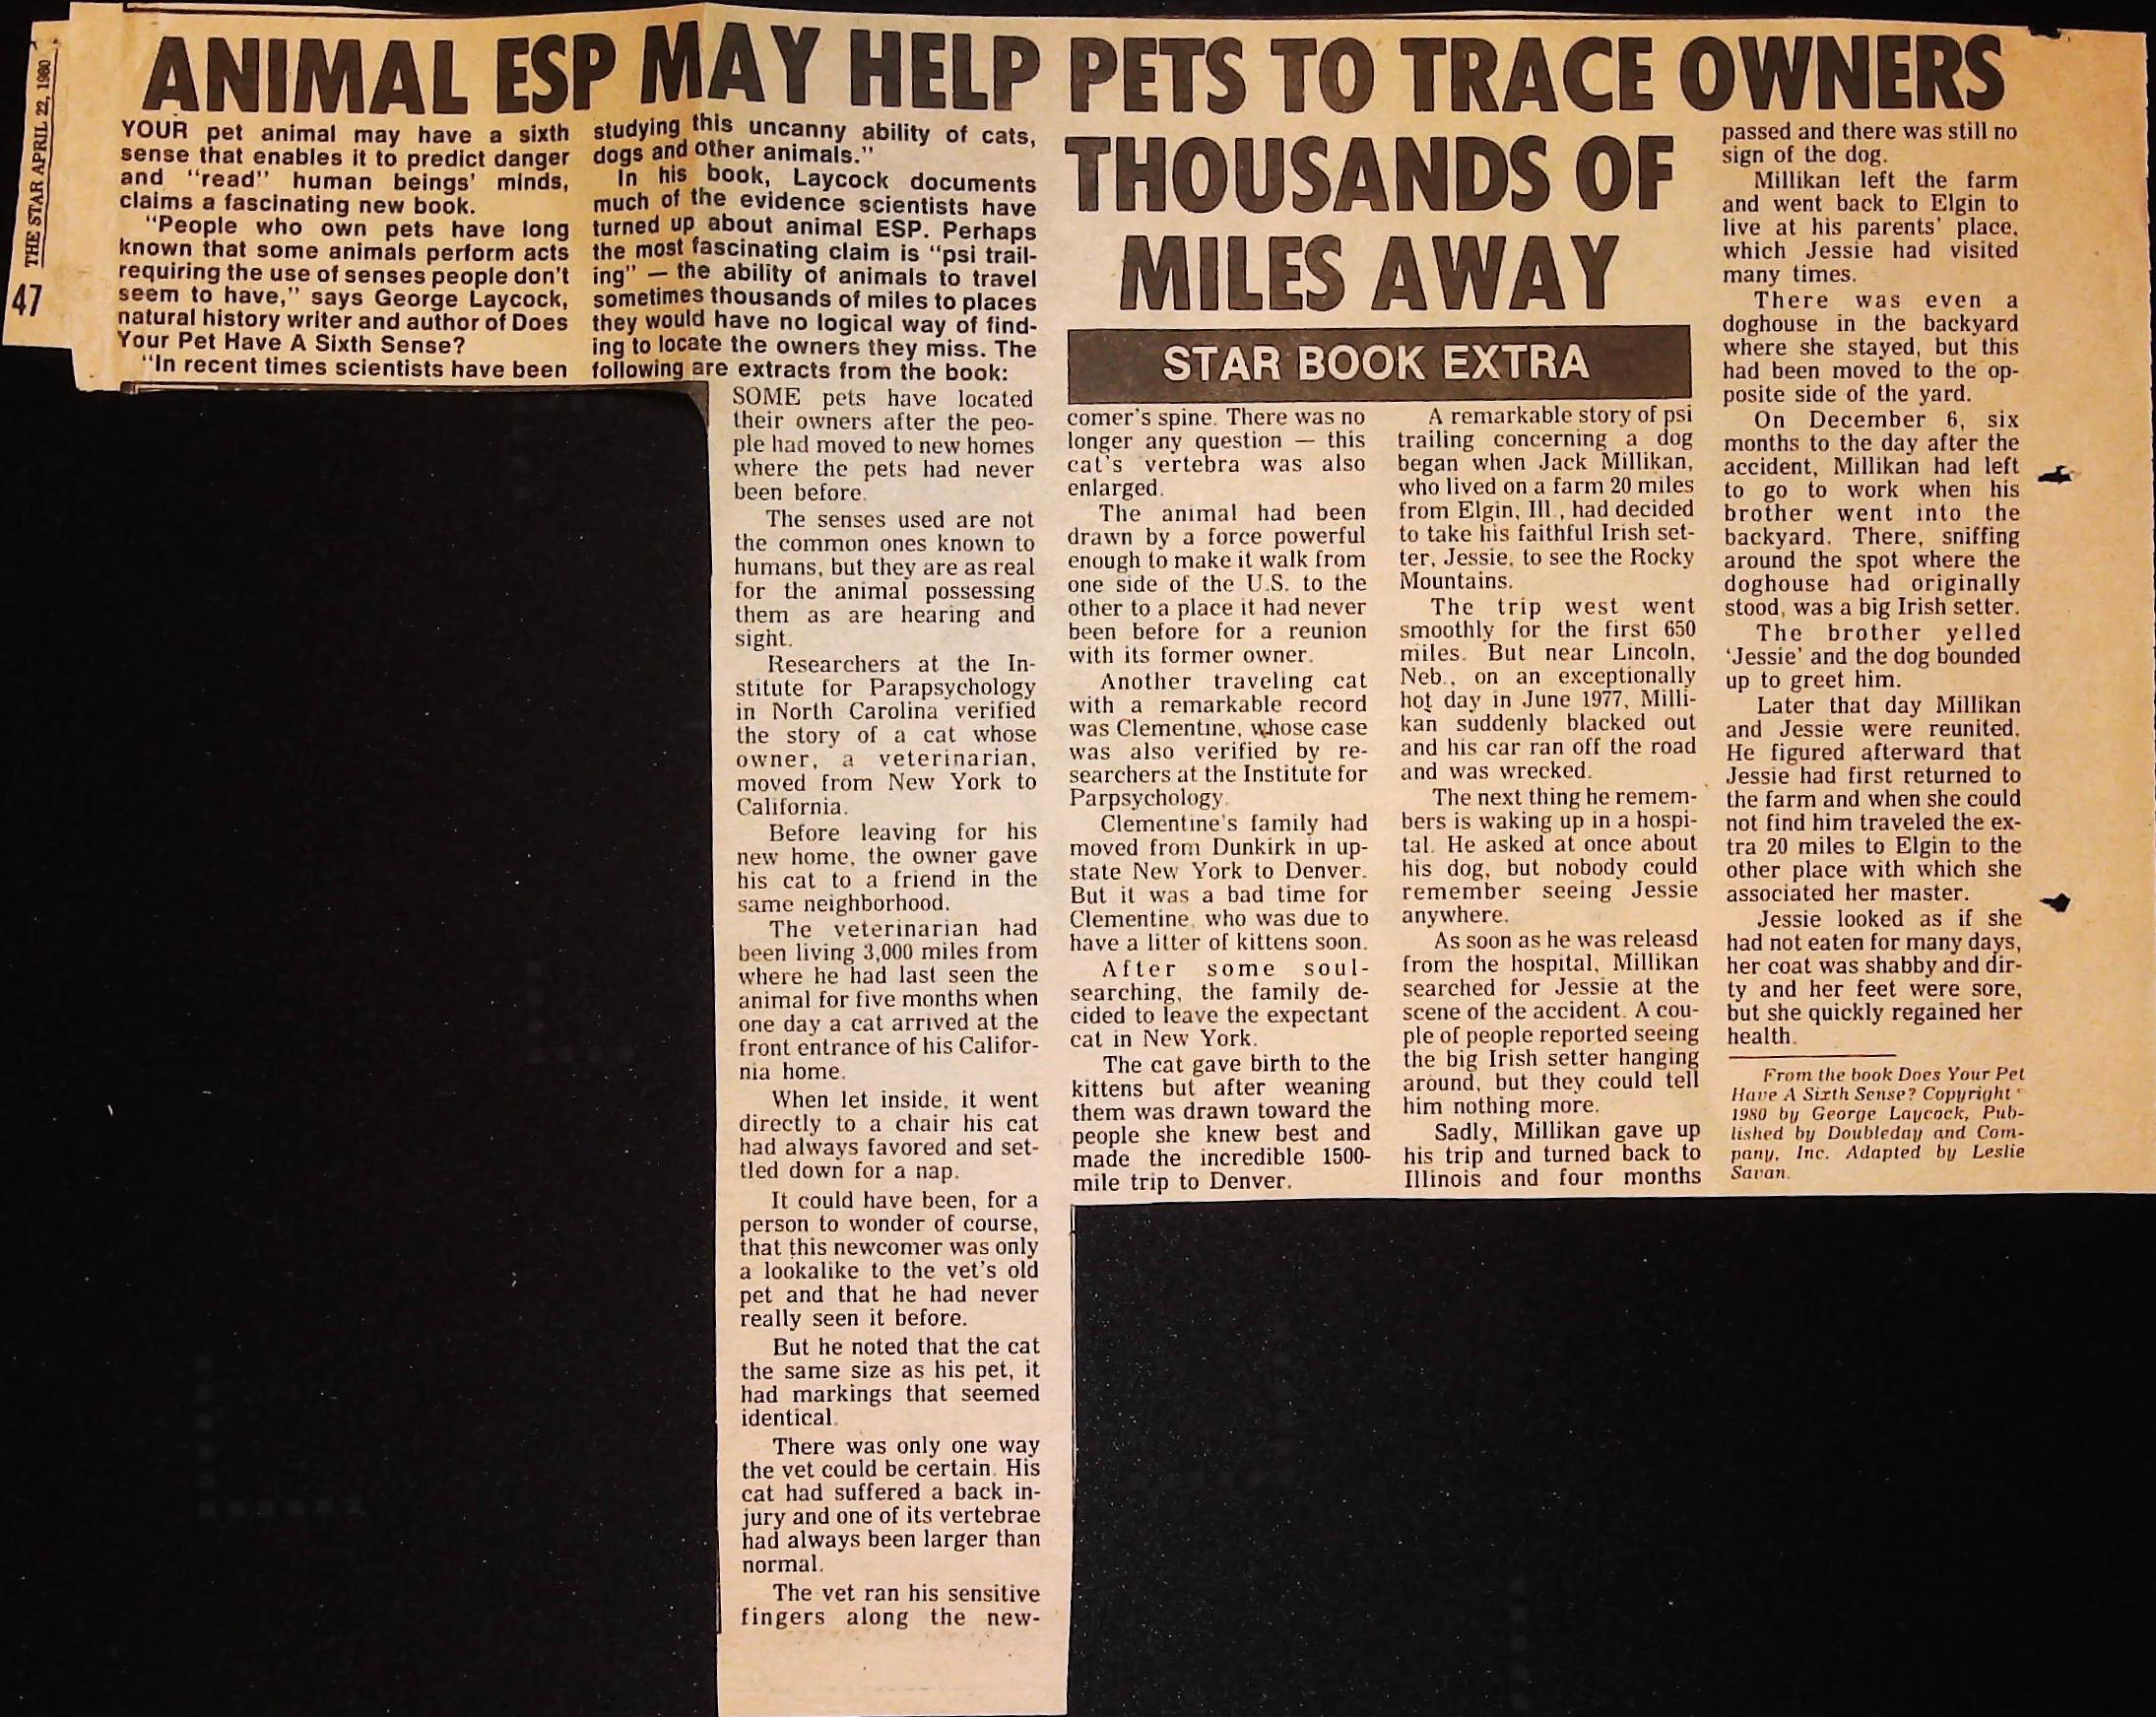 ANIMAL ESP MAY HELP PETS TO TRACE OWNERS
THOUSANDS OF
MILES AWAY
THE STAR APRIL 22, 1980
47
YOUR pet animal may have a sixth
sense that enables it to predict danger
and "read" human beings' minds,
claims a fascinating new book.
"People who own pets have long
known that some animals perform acts
requiring the use of senses people don't
seem to have," says George Laycock,
natural history writer and author of Does
Your Pet Have A Sixth Sense?
"In recent times scientists have been
studying this uncanny ability of cats,
dogs and other animals."
In his book, Laycock documents
much of the evidence scientists have
turned up about animal ESP. Perhaps
the most fascinating claim is "psi trail-
ing" — the ability of animals to travel
sometimes thousands of miles to places
they would have no logical way of find-
ing to locate the owners they miss. The
following are extracts from the book:
STAR BOOK EXTRA
SOME pets have located
their owners after the peo-
ple had moved to new homes
where the pets had never
been before.
The senses used are not
the common ones known to
humans, but they are as real
for the animal possessing
them as are hearing and
sight.
Researchers at the In-
stitute for Parapsychology
in North Carolina verified
the story of a cat whose
owner, a veterinarian,
moved from New York to
California.
Before leaving for his
new home, the owner gave
his cat to a friend in the
same neighborhood.
The veterinarian had
been living 3,000 miles from
where he had last seen the
animal for five months when
one day a cat arrived at the
front entrance of his Califor-
nia home.
When let inside, it went
directly to a chair his cat
had always favored and set-
tled down for a nap.
It could have been, for a
person to wonder of course,
that this newcomer was only
a lookalike to the vet's old
pet and that he had never
really seen it before.
But he noted that the cat
the same size as his pet, it
had markings that seemed
identical.
There was only one way
the vet could be certain. His
cat had suffered a back in-
jury and one of its vertebrae
had always been larger than
normal.
The vet ran his sensitive
fingers along the new-
comer's spine. There was no
longer any question — this
cat's vertebra was also
enlarged.
The animal had been
drawn by a force powerful
enough to make it walk from
one side of the U.S. to the
other to a place it had never
been before for a reunion
with its former owner.
Another traveling cat
with a remarkable record
was Clementine, whose case
was also verified by re-
searchers at the Institute for
Parpsychology.
Clementine's family had
moved from Dunkirk in up-
state New York to Denver.
But it was a bad time for
Clementine, who was due to
have a litter of kittens soon.
After some soul-
searching, the family de-
cided to leave the expectant
cat in New York.
The cat gave birth to the
kittens but after weaning
them was drawn toward the
people she knew best and
made the incredible 1500-
mile trip to Denver.
A remarkable story of psi
trailing concerning a dog
began when Jack Millikan,
who lived on a farm 20 miles
from Elgin, Ill., had decided
to take his faithful Irish set-
ter, Jessie, to see the Rocky
Mountains.
The trip west went
smoothly for the first 650
miles. But near Lincoln,
Neb., on an exceptionally
hot day in June 1977, Milli-
kan suddenly blacked out
and his car ran off the road
and was wrecked.
The next thing he remem-
bers is waking up in a hospi-
tal. He asked at once about
his dog, but nobody could
remember seeing Jessie
anywhere.
As soon as he was releasd
from the hospital, Millikan
searched for Jessie at the
scene of the accident. A cou-
ple of people reported seeing
the big Irish setter hanging
around, but they could tell
him nothing more.
Sadly, Millikan gave up
his trip and turned back to
Illinois and four months
passed and there was still no
sign of the dog.
Millikan left the farm
and went back to Elgin to
live at his parents' place,
which Jessie had visited
many times.
There was even a
doghouse in the backyard
where she stayed, but this
had been moved to the op-
posite side of the yard.
On December 6, six
months to the day after the
accident, Millikan had left
to go to work when his
brother went into the
backyard. There, sniffing
around the spot where the
doghouse had originally
stood, was a big Irish setter.
The brother yelled
'Jessie' and the dog bounded
up to greet him.
Later that day Millikan
and Jessie were reunited.
He figured afterward that
Jessie had first returned to
the farm and when she could
not find him traveled the ex-
tra 20 miles to Elgin to the
other place with which she
associated her master.
Jessie looked as if she
had not eaten for many days,
her coat was shabby and dir-
ty and her feet were sore,
but she quickly regained her
health.
From the book Does Your Pet
Have A Sixth Sense? Copyright ©
1980 by George Laycock, Pub-
lished by Doubleday and Com-
pany, Inc. Adapted by Leslie
Savan.